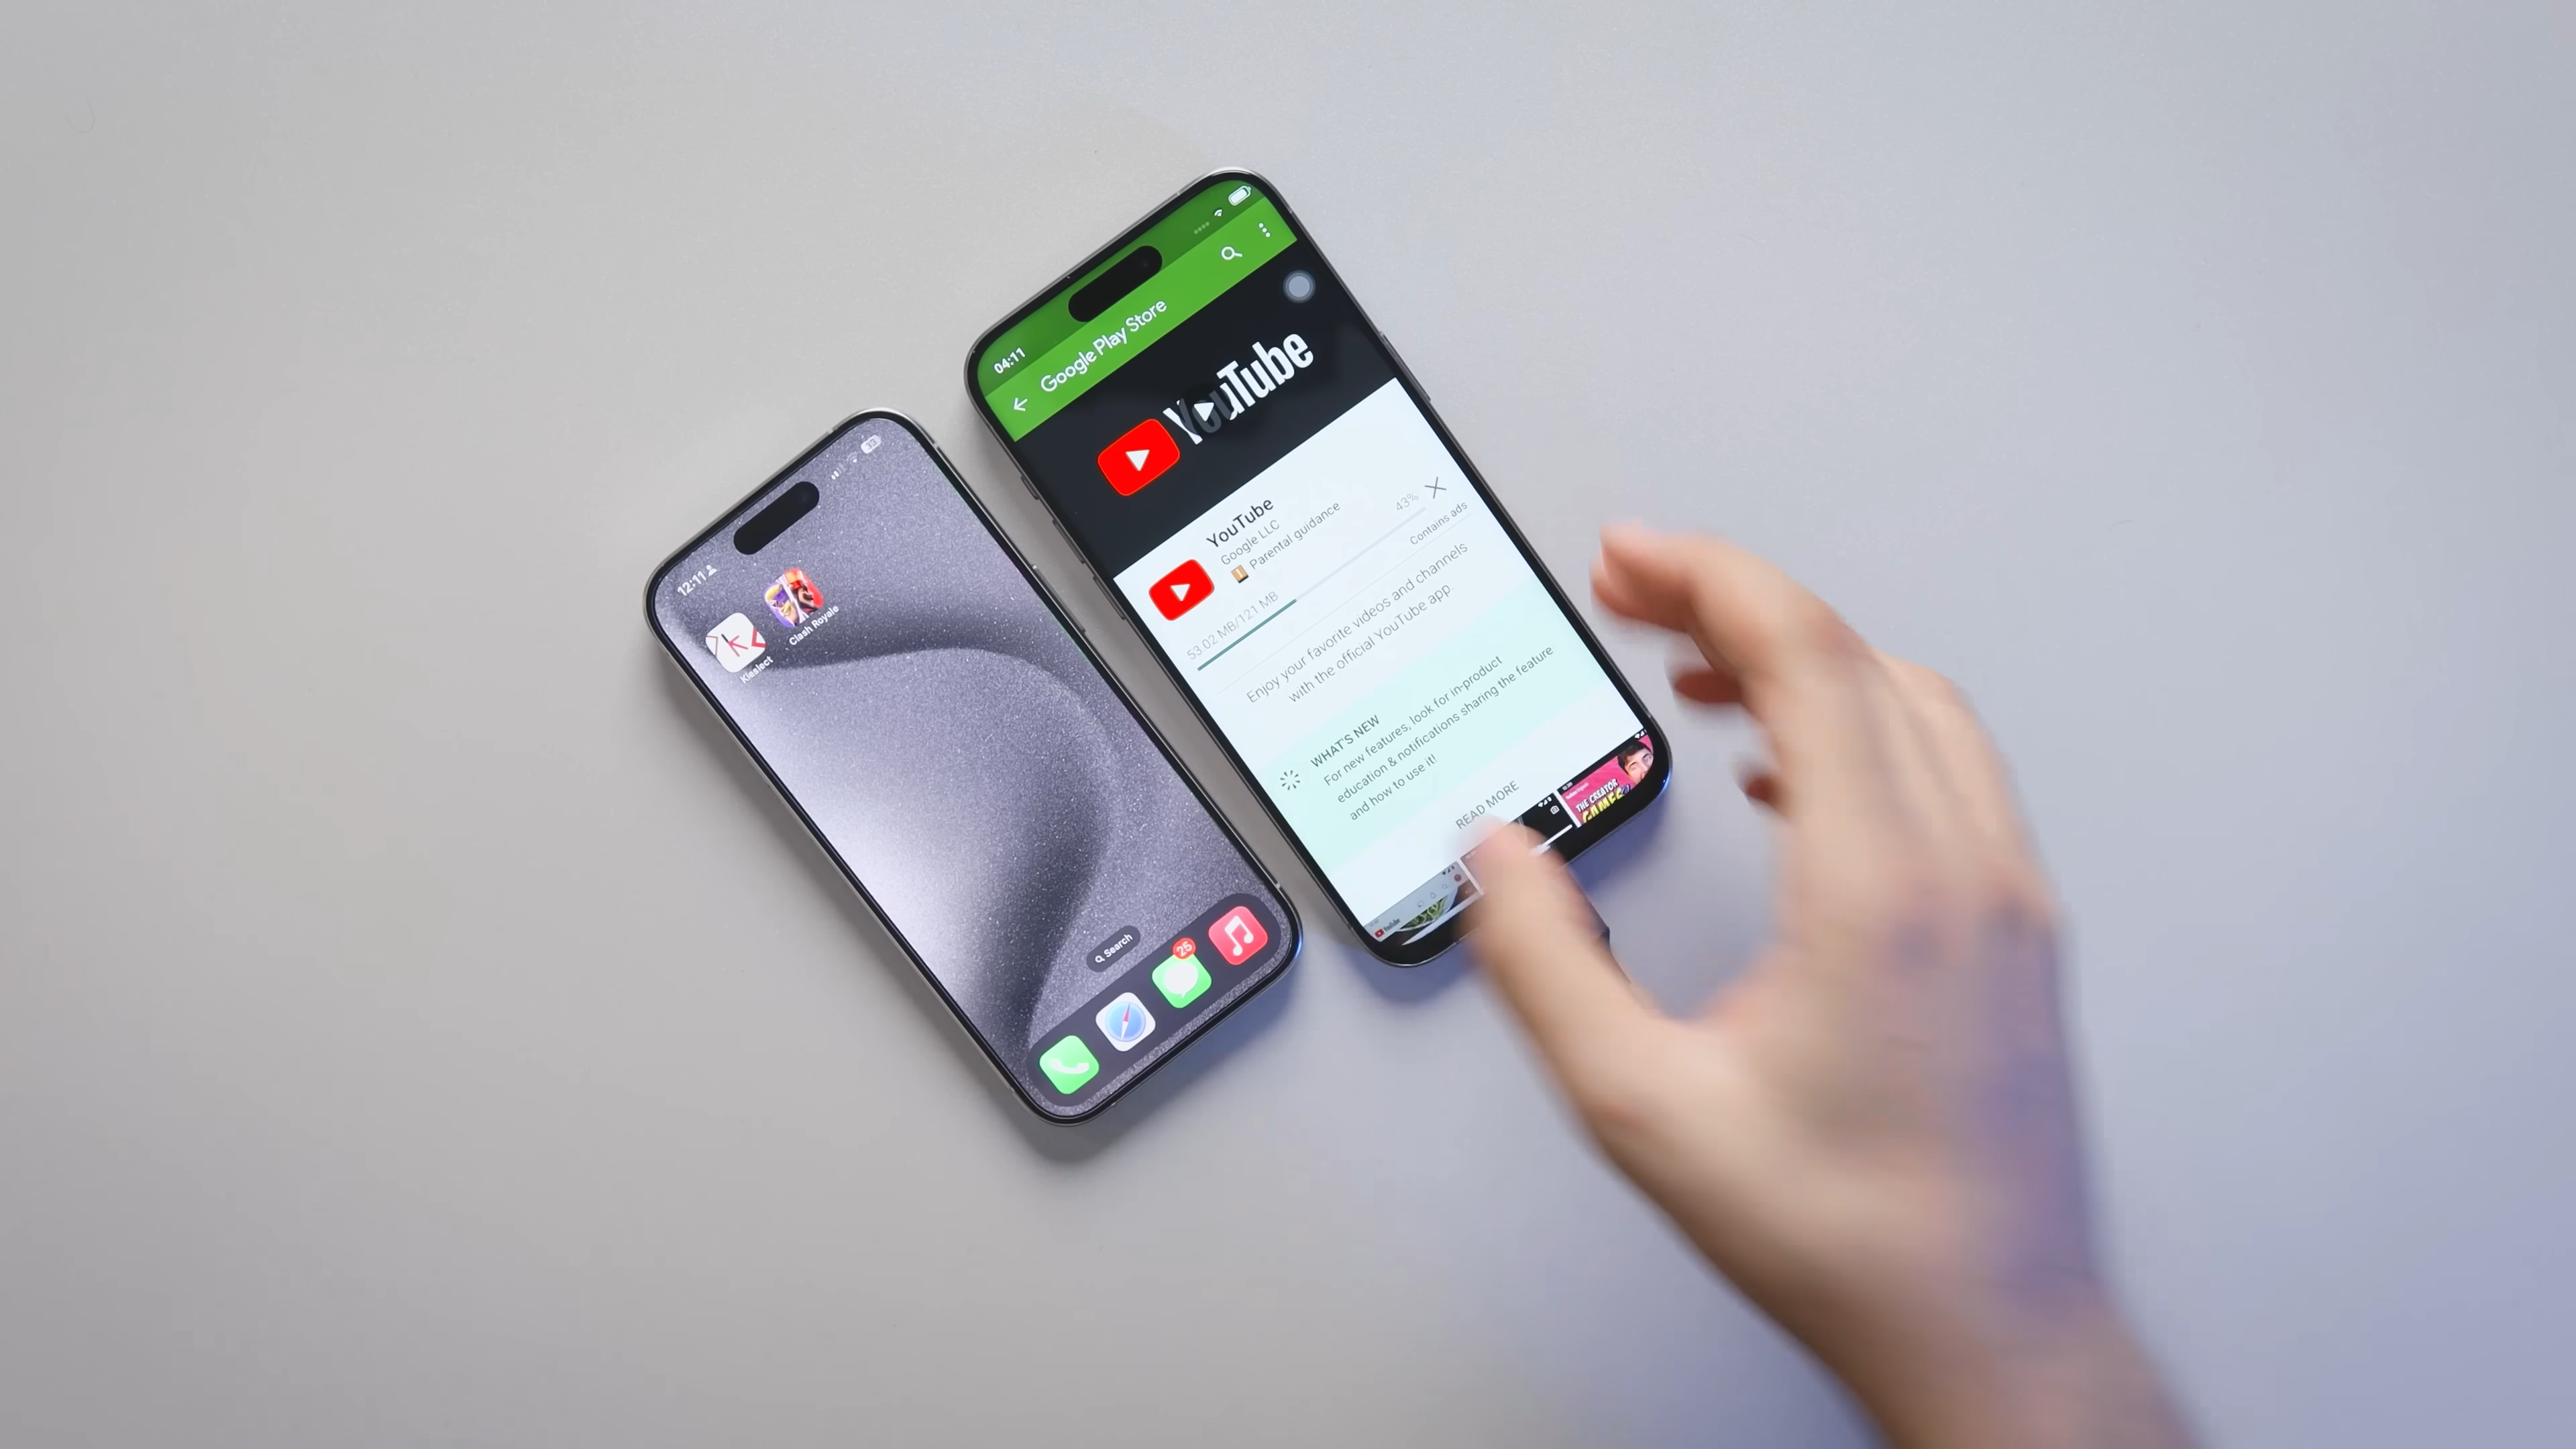 12:11
Kieslect
Clash Royale
Search
25
04:11
Google Play Store
YouTube
YouTube
Google LLC
Parental guidance
43%
Contains ads
53.02 MB/121 MB
Enjoy your favorite videos and channels
with the official YouTube app.
WHAT'S NEW
For new features, look for in-product
education & notifications sharing the feature
and how to use it!
READ MORE
THE CREATOR
GAMES
YouTube